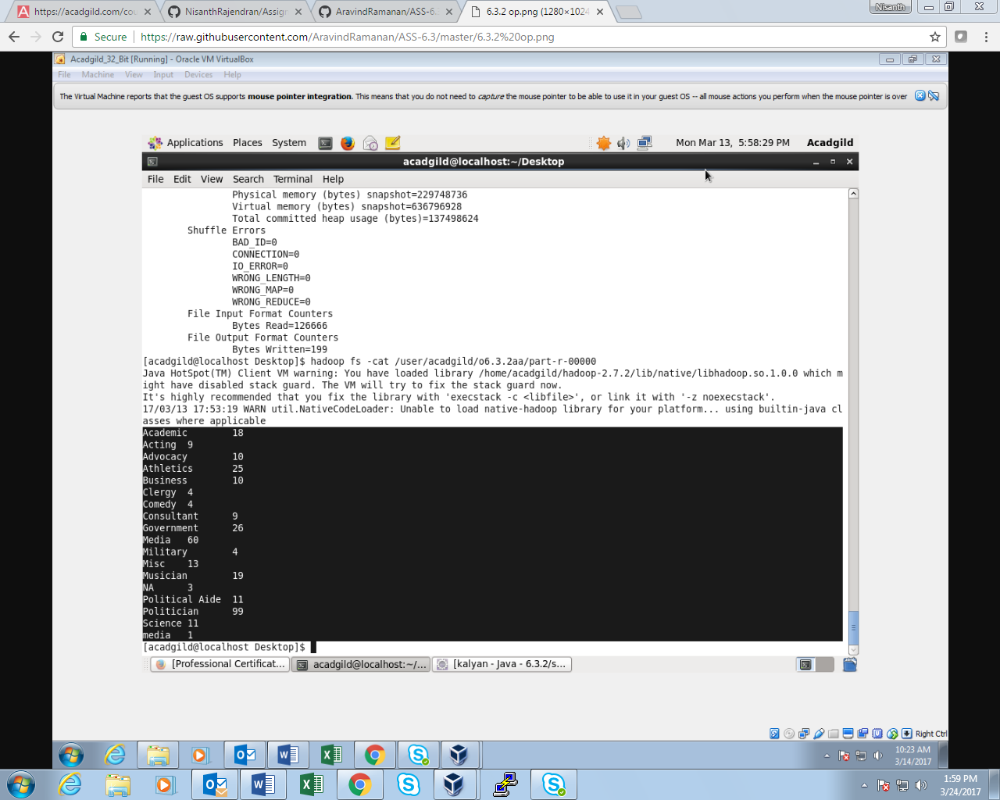 https://acadgild.com/cou
NisanthRajendran/Assign
AravindRamanan/ASS-6.3
6.3.2 op.png (1280×1024
Nisanth
Secure
https://raw.githubusercontent.com/AravindRamanan/ASS-6.3/master/6.3.2%20op.png
Acadgild_32_Bit [Running] - Oracle VM VirtualBox
File Machine View Input Devices Help
The Virtual Machine reports that the guest OS supports mouse pointer integration. This means that you do not need to capture the mouse pointer to be able to use it in your guest OS -- all mouse actions you perform when the mouse pointer is over
Applications Places System
Mon Mar 13, 5:58:29 PM Acadgild
acadgild@localhost:~/Desktop
File Edit View Search Terminal Help
Physical memory (bytes) snapshot=229748736
Virtual memory (bytes) snapshot=636796928
Total committed heap usage (bytes)=137498624
Shuffle Errors
BAD_ID=0
CONNECTION=0
IO_ERROR=0
WRONG_LENGTH=0
WRONG_MAP=0
WRONG_REDUCE=0
File Input Format Counters
Bytes Read=126666
File Output Format Counters
Bytes Written=199
[acadgild@localhost Desktop]$ hadoop fs -cat /user/acadgild/o6.3.2aa/part-r-00000
Java HotSpot(TM) Client VM warning: You have loaded library /home/acadgild/hadoop-2.7.2/lib/native/libhadoop.so.1.0.0 which m
ight have disabled stack guard. The VM will try to fix the stack guard now.
It's highly recommended that you fix the library with 'execstack -c <libfile>', or link it with '-z noexecstack'.
17/03/13 17:53:19 WARN util.NativeCodeLoader: Unable to load native-hadoop library for your platform... using builtin-java cl
asses where applicable
Academic 18
Acting 9
Advocacy 10
Athletics 25
Business 10
Clergy 4
Comedy 4
Consultant 9
Government 26
Media 60
Military 4
Misc 13
Musician 19
NA 3
Political Aide 11
Politician 99
Science 11
media 1
[acadgild@localhost Desktop]$
[Professional Certificat...
acadgild@localhost:~/...
[kalyan - Java - 6.3.2/s...
Right Ctrl
10:23 AM
3/14/2017
1:59 PM
3/24/2017